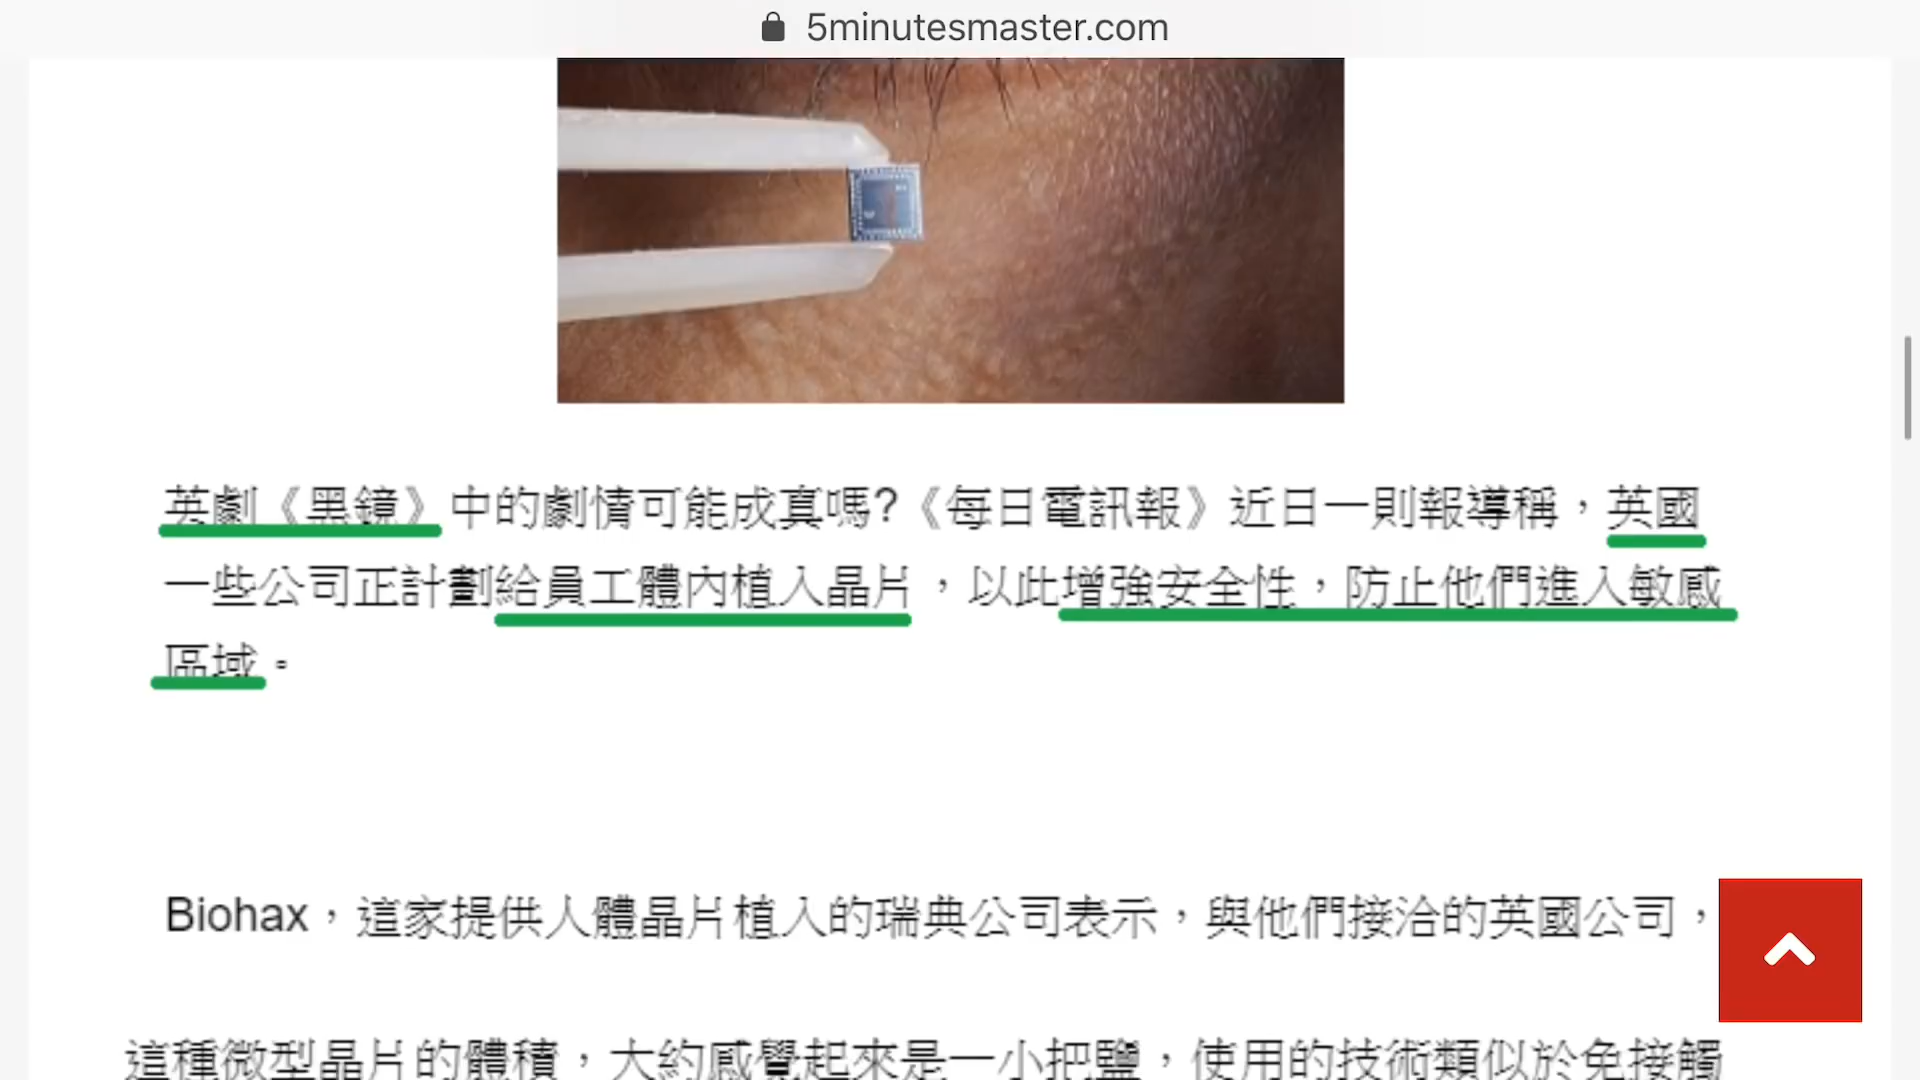 5minutesmaster.com
英劇《黑鏡》中的劇情可能成真嗎?《每日電訊報》近日一則報導稱，英國
一些公司正計劃給員工體內植入晶片，以此增強安全性，防止他們進入敏感
區域。
Biohax，這家提供人體晶片植入的瑞典公司表示，與他們接洽的英國公司，
這種微型晶片的體積，大約感覺起來是一小把鹽，使用的技術類似於免接觸